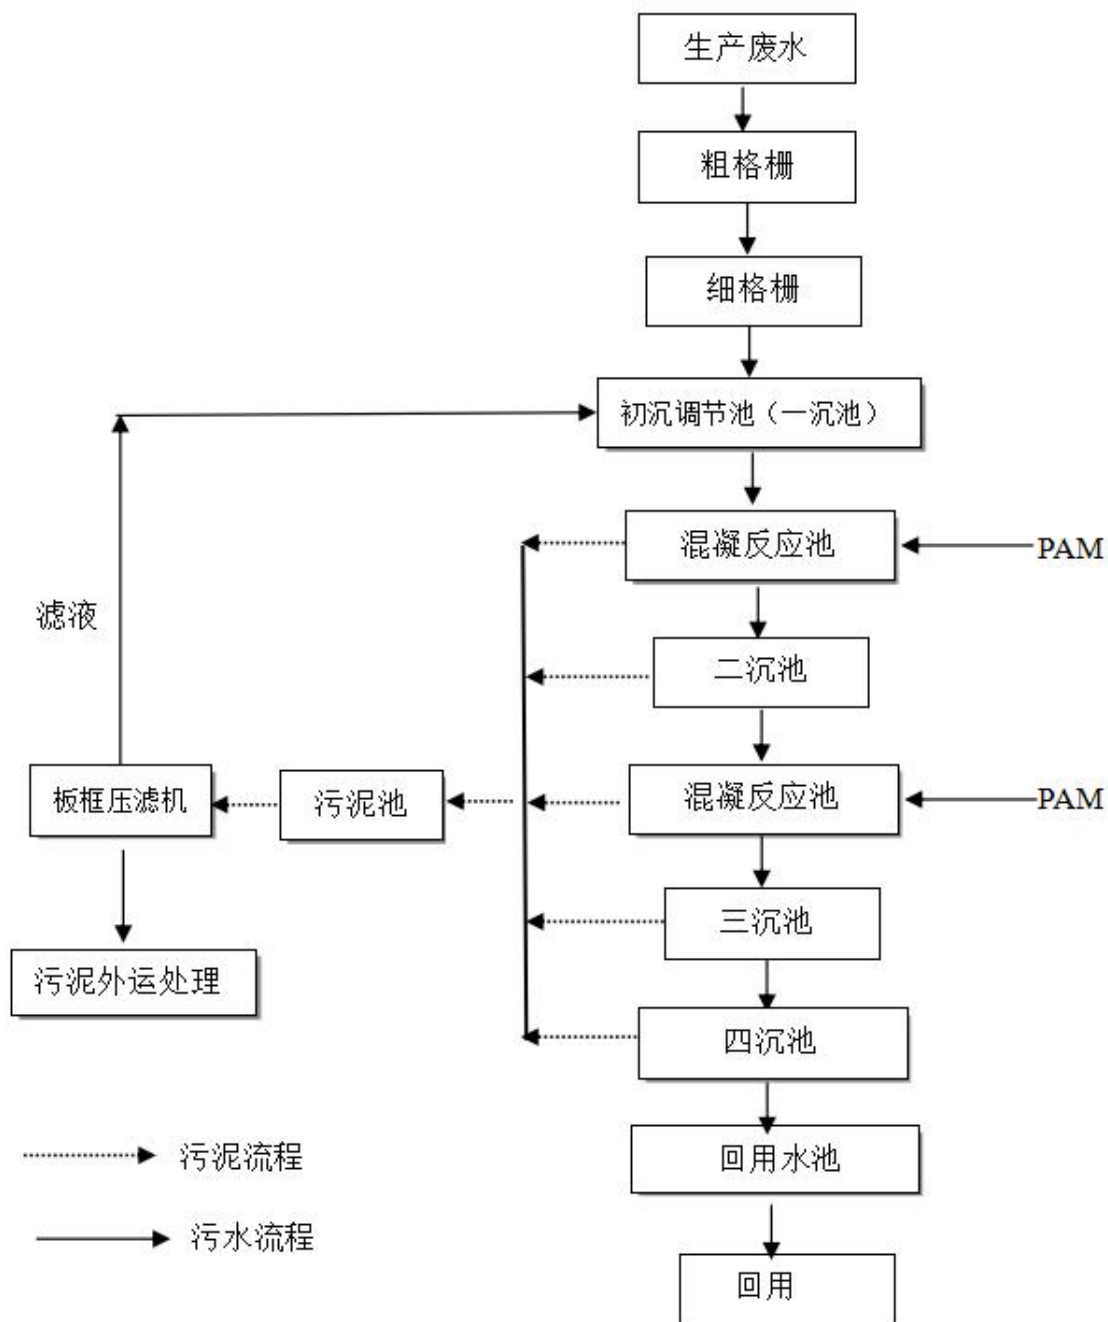 生产废水
粗格栅
细格栅
初沉调节池（一沉池）
混凝反应池
PAM
滤液
二沉池
板框压滤机
污泥池
混凝反应池
PAM
三沉池
污泥外运处理
四沉池
污泥流程
回用水池
污水流程
回用